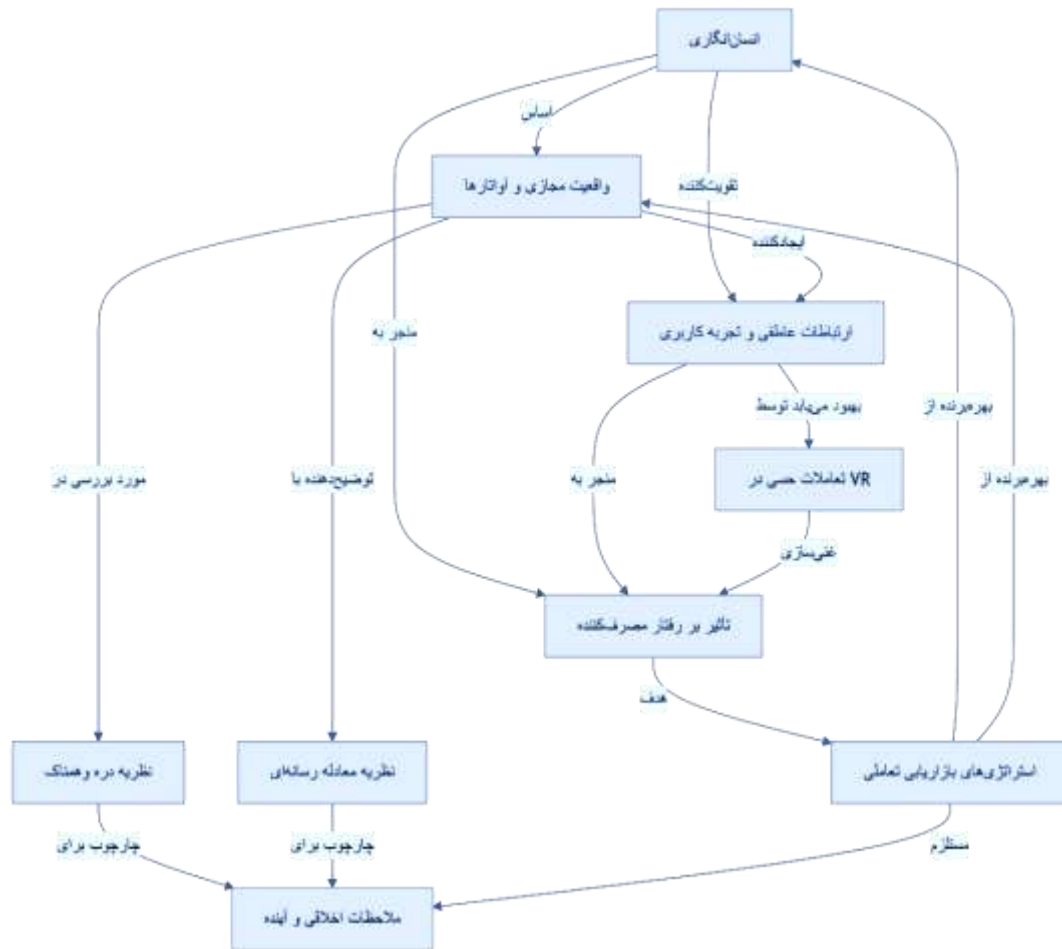 انسان‌انگاری
اساس
واقعیت مجازی و آواتارها
تقویت‌کننده
ایجادکننده
منجر به
ارتباطات عاطفی و تجربه کاربری
بهره‌برنده از
بهبود می‌یابد توسط
مورد بررسی در
توضیح‌دهنده با
منجر به
VR تعاملات حسی در
بهره‌برنده از
غنی‌سازی
تأثیر بر رفتار مصرف‌کننده
هدف
نظریه دره وهمناک
نظریه معادله رسانه‌ای
استراتژی‌های بازاریابی تعاملی
چارچوب برای
چارچوب برای
مستلزم
ملاحظات اخلاقی و آینده